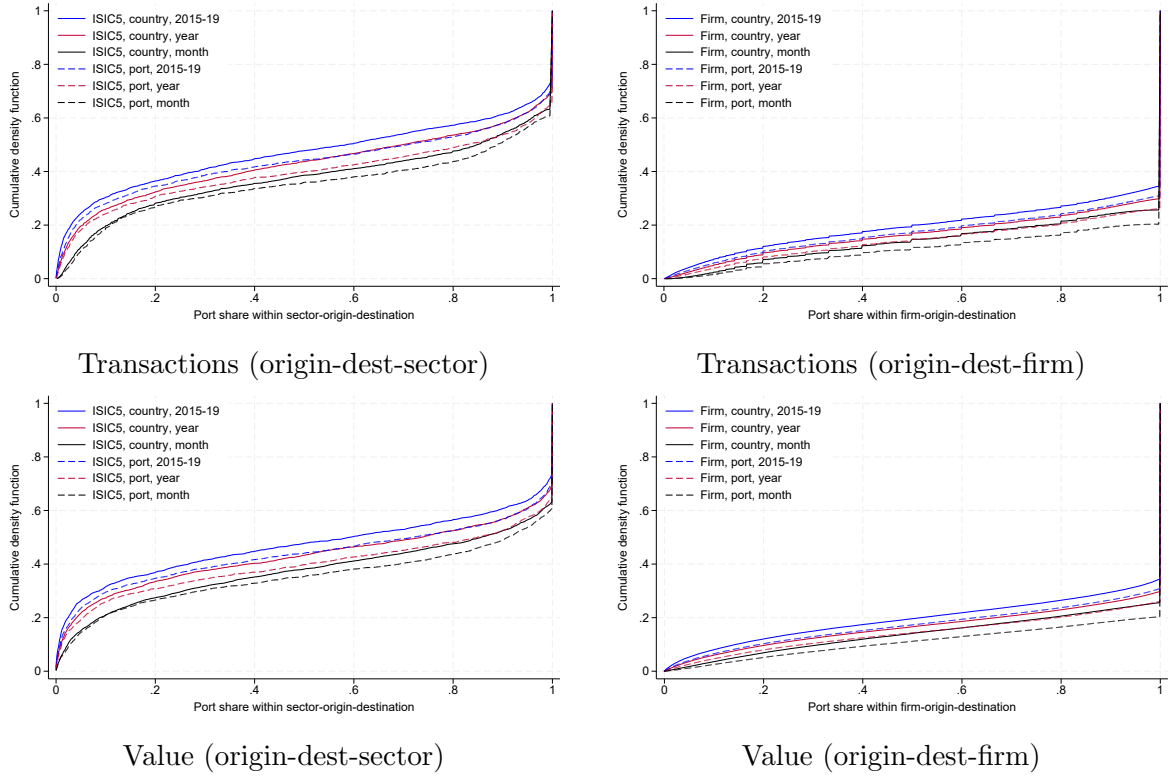 Cumulative density function
1
.8
.6
.4
.2
0
ISIC5, country, 2015-19
ISIC5, country, year
ISIC5, country, month
ISIC5, port, 2015-19
ISIC5, port, year
ISIC5, port, month
0 .2 .4 .6 .8 1
Port share within sector-origin-destination
Transactions (origin-dest-sector)
Cumulative density function
1
.8
.6
.4
.2
0
Firm, country, 2015-19
Firm, country, year
Firm, country, month
Firm, port, 2015-19
Firm, port, year
Firm, port, month
0 .2 .4 .6 .8 1
Port share within firm-origin-destination
Transactions (origin-dest-firm)
Cumulative density function
1
.8
.6
.4
.2
0
ISIC5, country, 2015-19
ISIC5, country, year
ISIC5, country, month
ISIC5, port, 2015-19
ISIC5, port, year
ISIC5, port, month
0 .2 .4 .6 .8 1
Port share within sector-origin-destination
Value (origin-dest-sector)
Cumulative density function
1
.8
.6
.4
.2
0
Firm, country, 2015-19
Firm, country, year
Firm, country, month
Firm, port, 2015-19
Firm, port, year
Firm, port, month
0 .2 .4 .6 .8 1
Port share within firm-origin-destination
Value (origin-dest-firm)